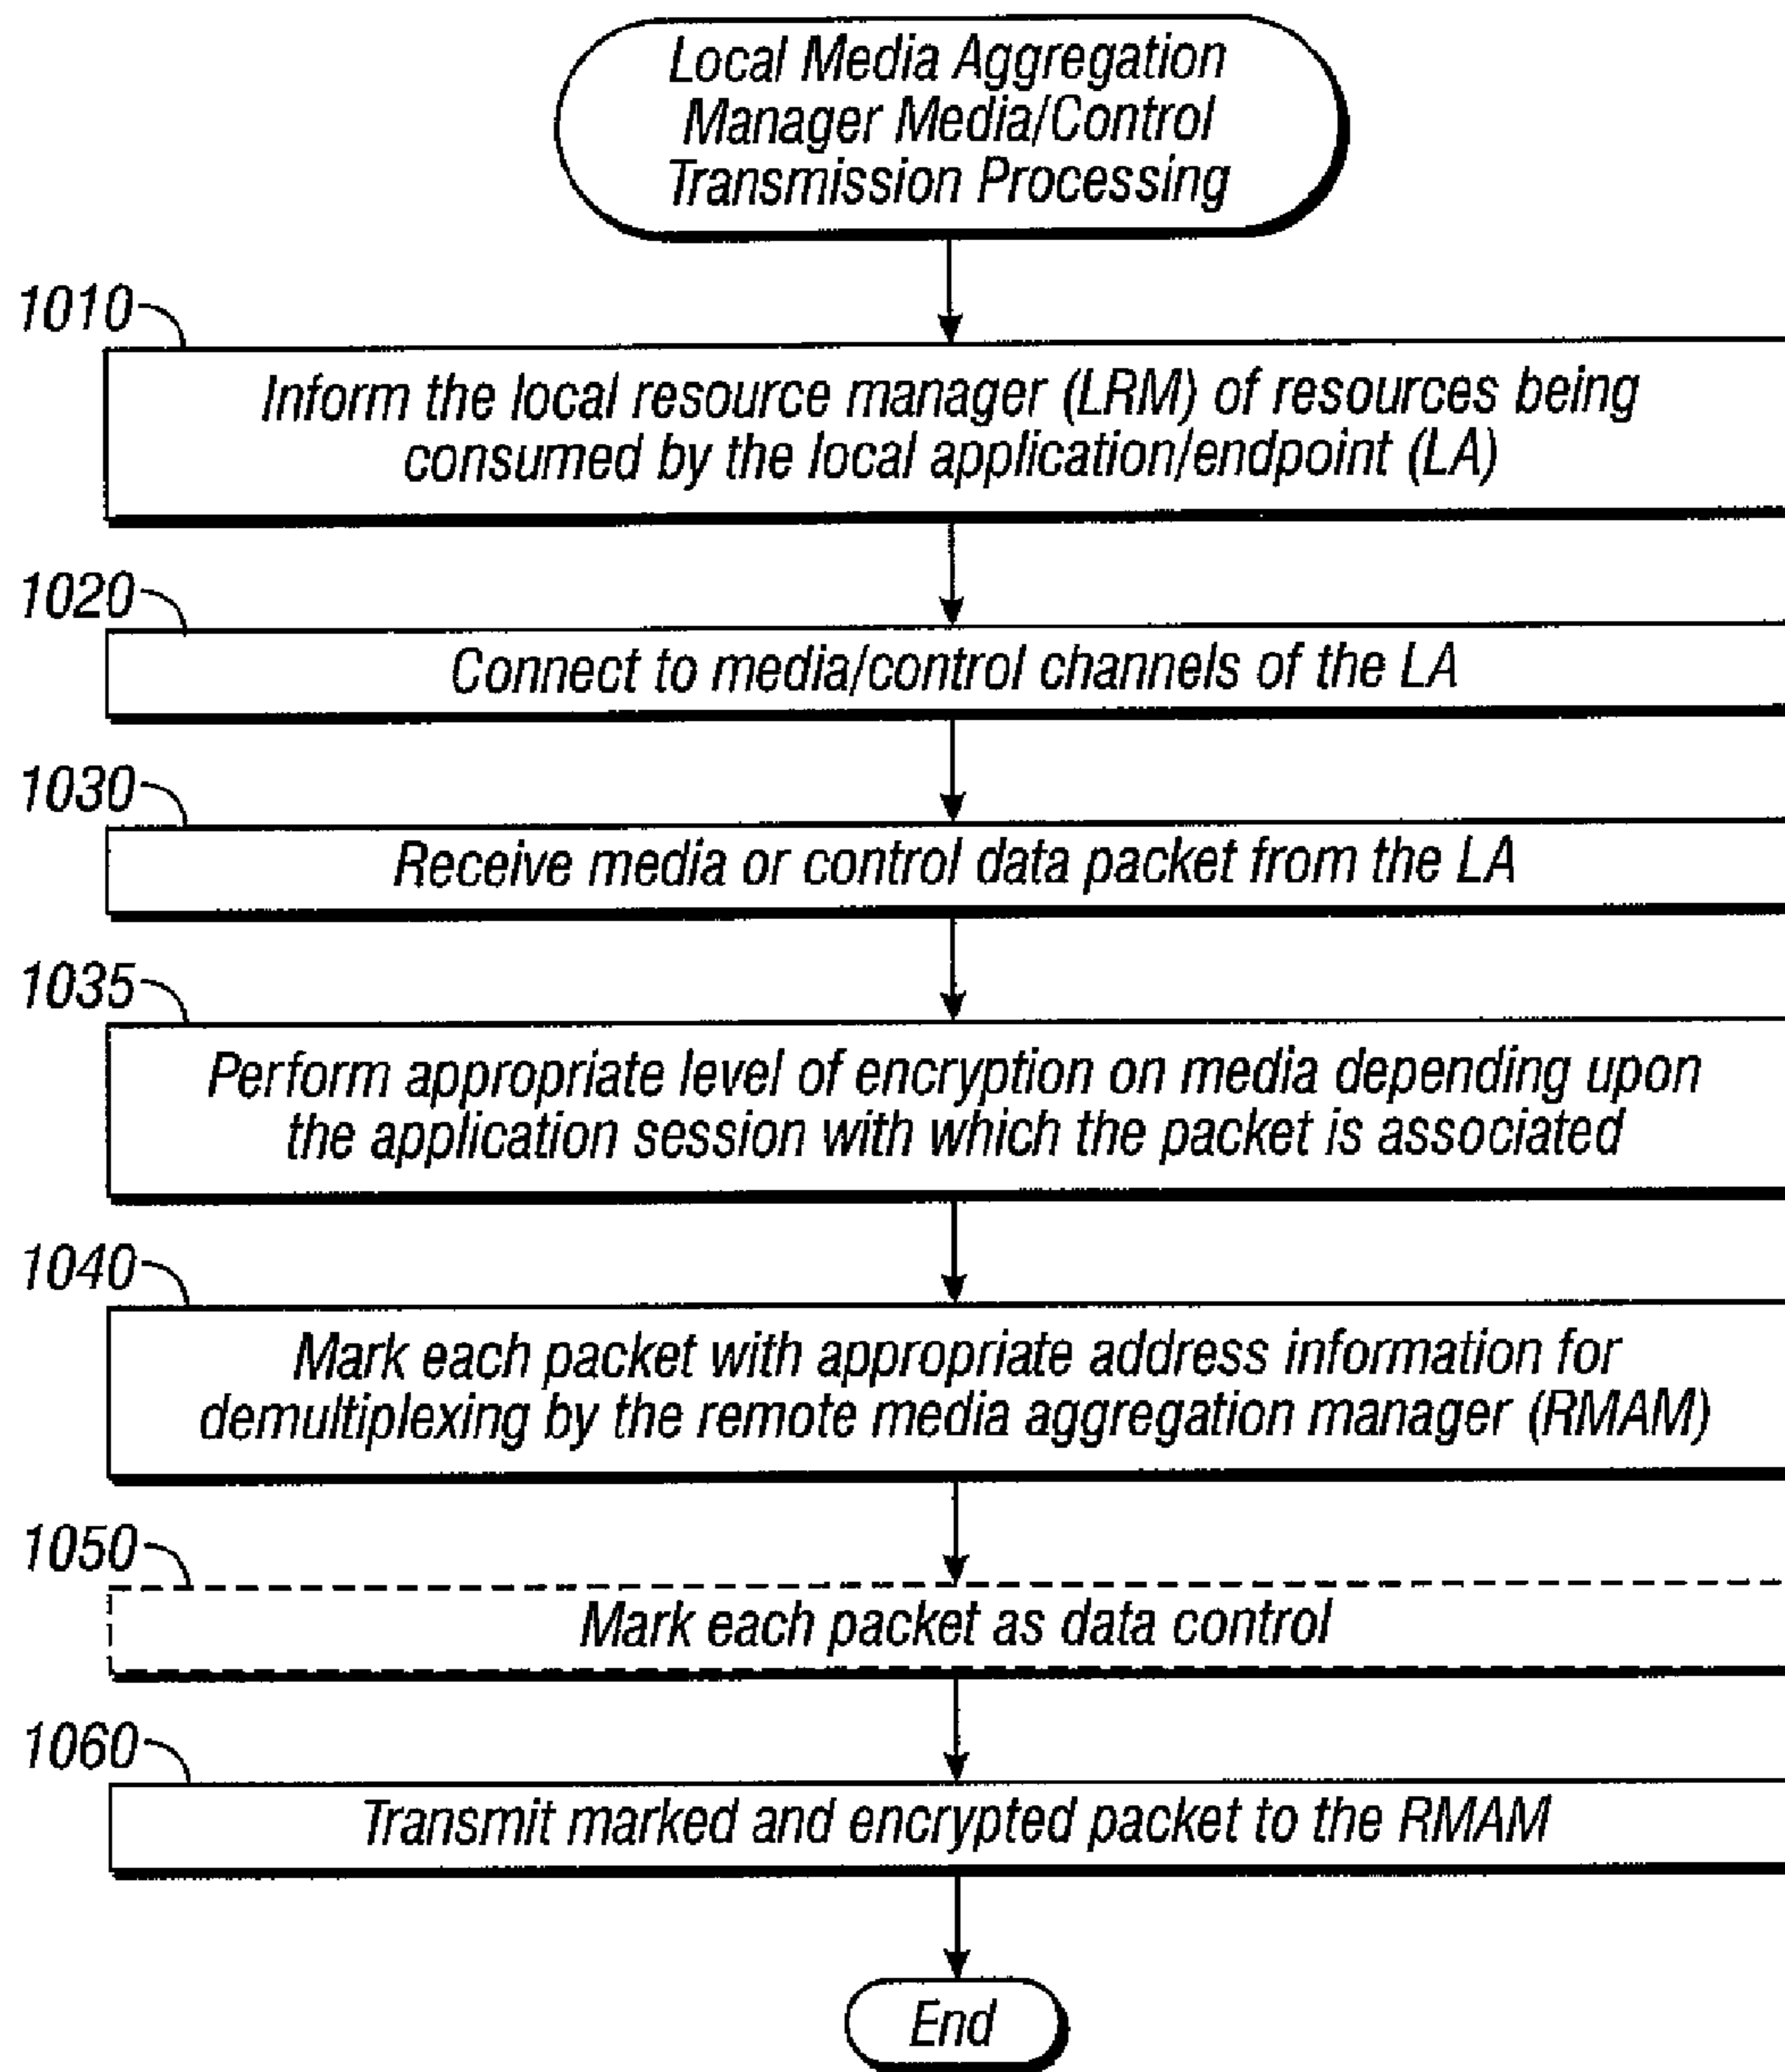 Local Media Aggregation
Manager Media/Control
Transmission Processing
1010
Inform the local resource manager (LRM) of resources being
consumed by the local application/endpoint (LA)
1020
Connect to media/control channels of the LA
1030
Receive media or control data packet from the LA
1035
Perform appropriate level of encryption on media depending upon
the application session with which the packet is associated
1040
Mark each packet with appropriate address information for
demultiplexing by the remote media aggregation manager (RMAM)
1050
Mark each packet as data control
1060
Transmit marked and encrypted packet to the RMAM
End